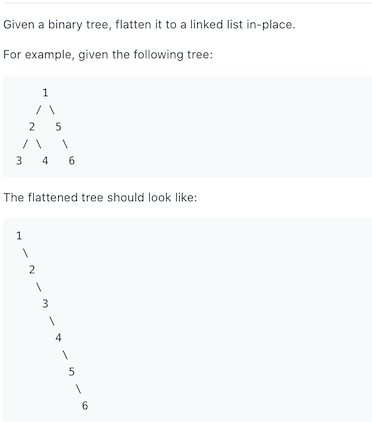 Given a binary tree, flatten it to a linked list in-place.
For example, given the following tree:
    1
   / \
  2   5
 / \   \
3   4   6
The flattened tree should look like:
1
 \
  2
   \
    3
     \
      4
       \
        5
         \
          6